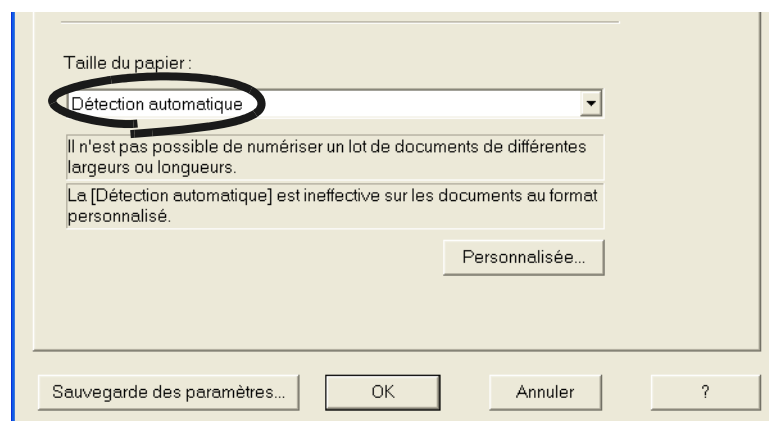 Taille du papier :
Détection automatique
Il n'est pas possible de numériser un lot de documents de différentes
largeurs ou longueurs.
La [Détection automatique] est ineffective sur les documents au format
personnalisé.
Personnalisée...
Sauvegarde des paramètres... OK Annuler ?